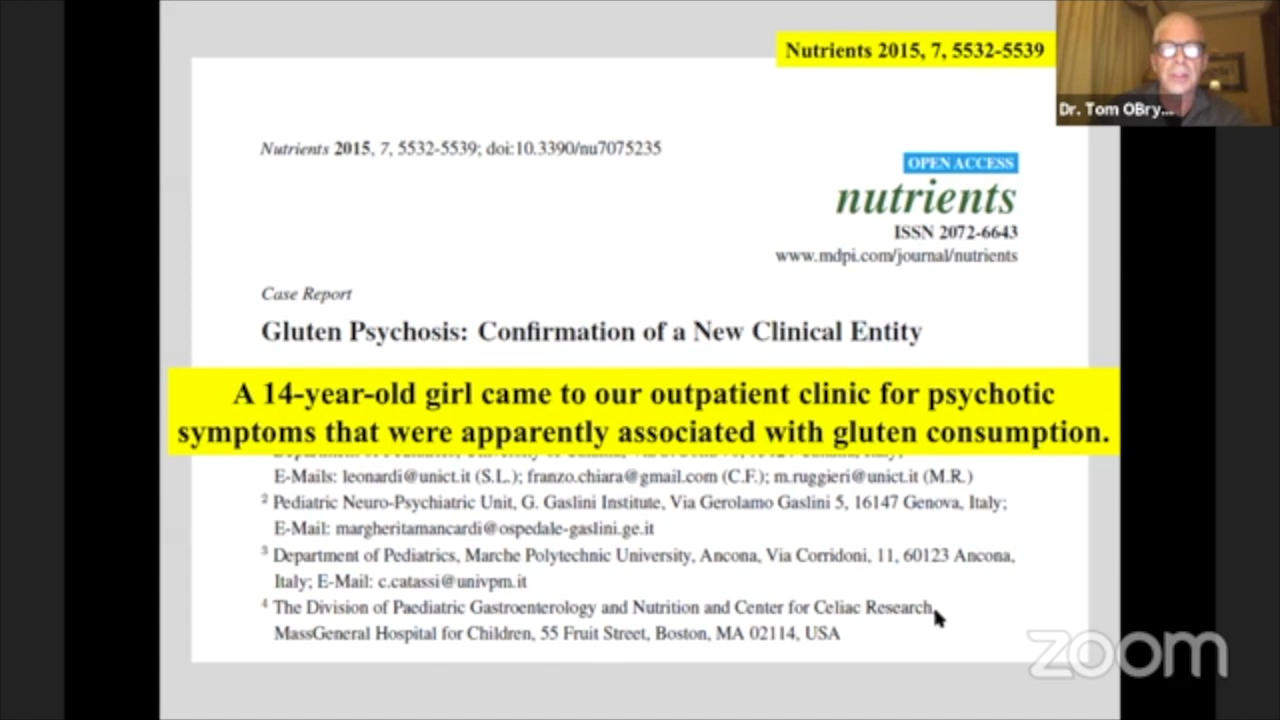 Nutrients 2015, 7, 5532-5539
Dr. Tom OBry...
Nutrients 2015, 7, 5532-5539; doi:10.3390/nu7075235
OPEN ACCESS
nutrients
ISSN 2072-6643
www.mdpi.com/journal/nutrients
Case Report
Gluten Psychosis: Confirmation of a New Clinical Entity
A 14-year-old girl came to our outpatient clinic for psychotic
symptoms that were apparently associated with gluten consumption.
E-Mails: leonardi@unict.it (S.L.); franzo.chiara@gmail.com (C.F.); m.ruggieri@unict.it (M.R.)
2 Pediatric Neuro-Psychiatric Unit, G. Gaslini Institute, Via Gerolamo Gaslini 5, 16147 Genova, Italy;
E-Mail: margheritamancardi@ospedale-gaslini.ge.it
3 Department of Pediatrics, Marche Polytechnic University, Ancona, Via Corridoni, 11, 60123 Ancona,
Italy; E-Mail: c.catassi@univpm.it
4 The Division of Paediatric Gastroenterology and Nutrition and Center for Celiac Research,
MassGeneral Hospital for Children, 55 Fruit Street, Boston, MA 02114, USA
zoom